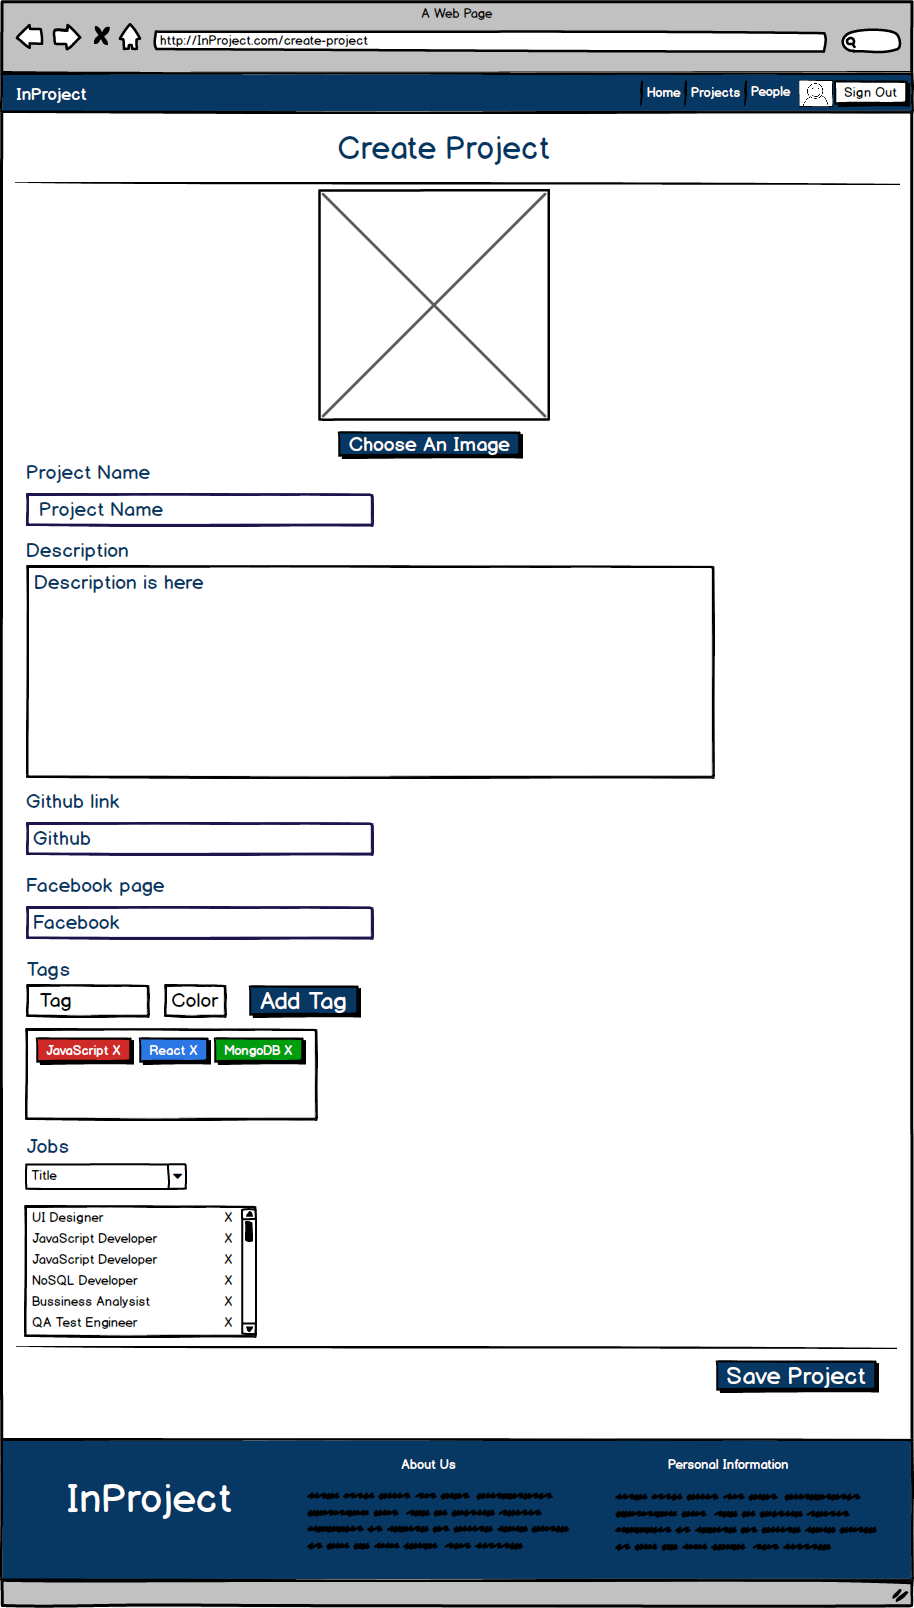 A Web Page
http://InProject.com/create-project
InProject
Home
Projects
People
Sign Out
Create Project
Choose An Image
Project Name
Project Name
Description
Description is here
Github link
Github
Facebook page
Facebook
Tags
Tag
Color
Add Tag
JavaScript X
React X
MongoDB X
Jobs
Title
UI Designer X
JavaScript Developer X
JavaScript Developer X
NoSQL Developer X
Bussiness Analysist X
QA Test Engineer X
Save Project
InProject
About Us
Personal Information